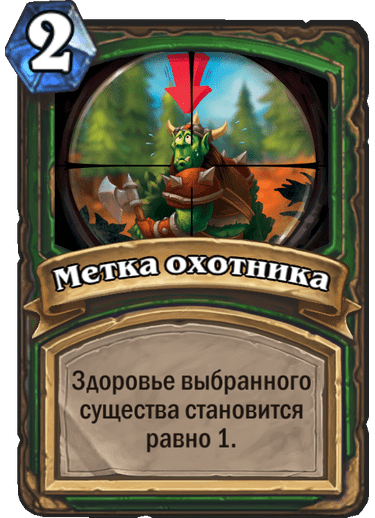 2
Метка охотника
Здоровье выбранного
существа становится
равно 1.